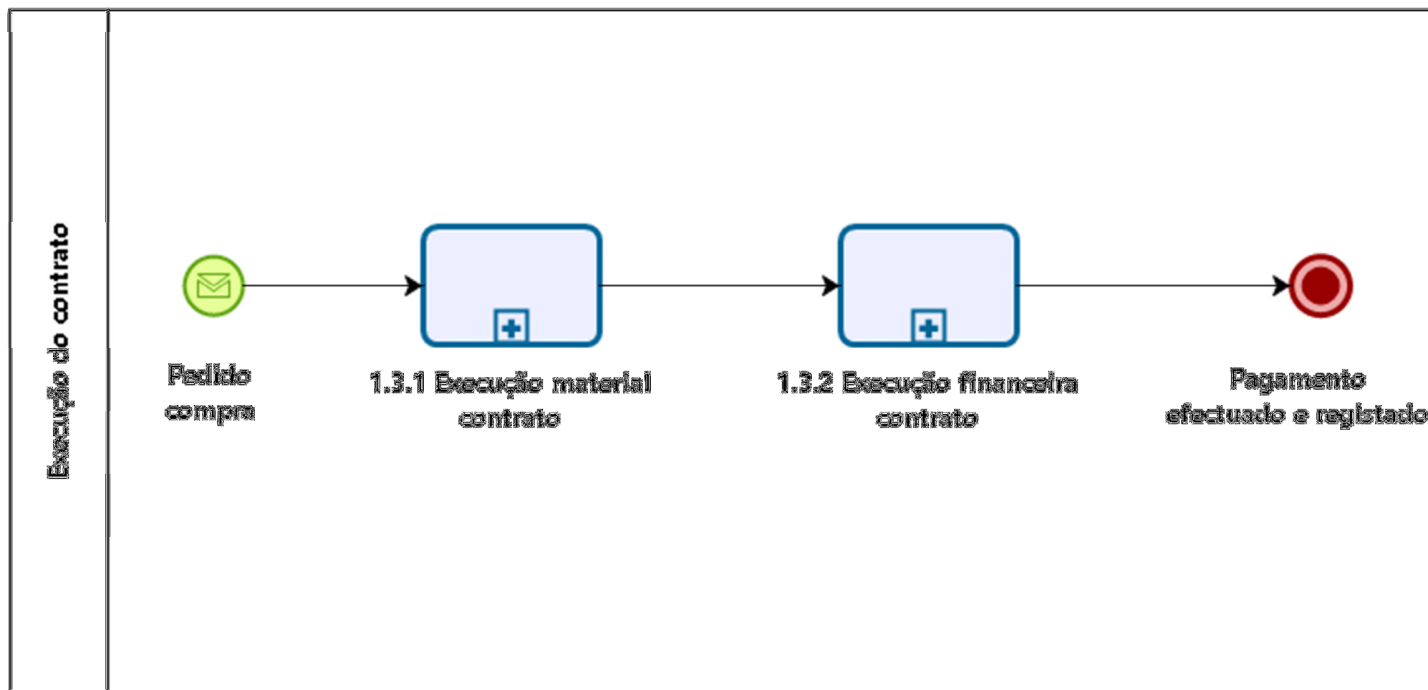 Execução do contrato
Pedido
compra
1.3.1 Execução material
contrato
1.3.2 Execução financeira
contrato
Pagamento
efectuado e registado